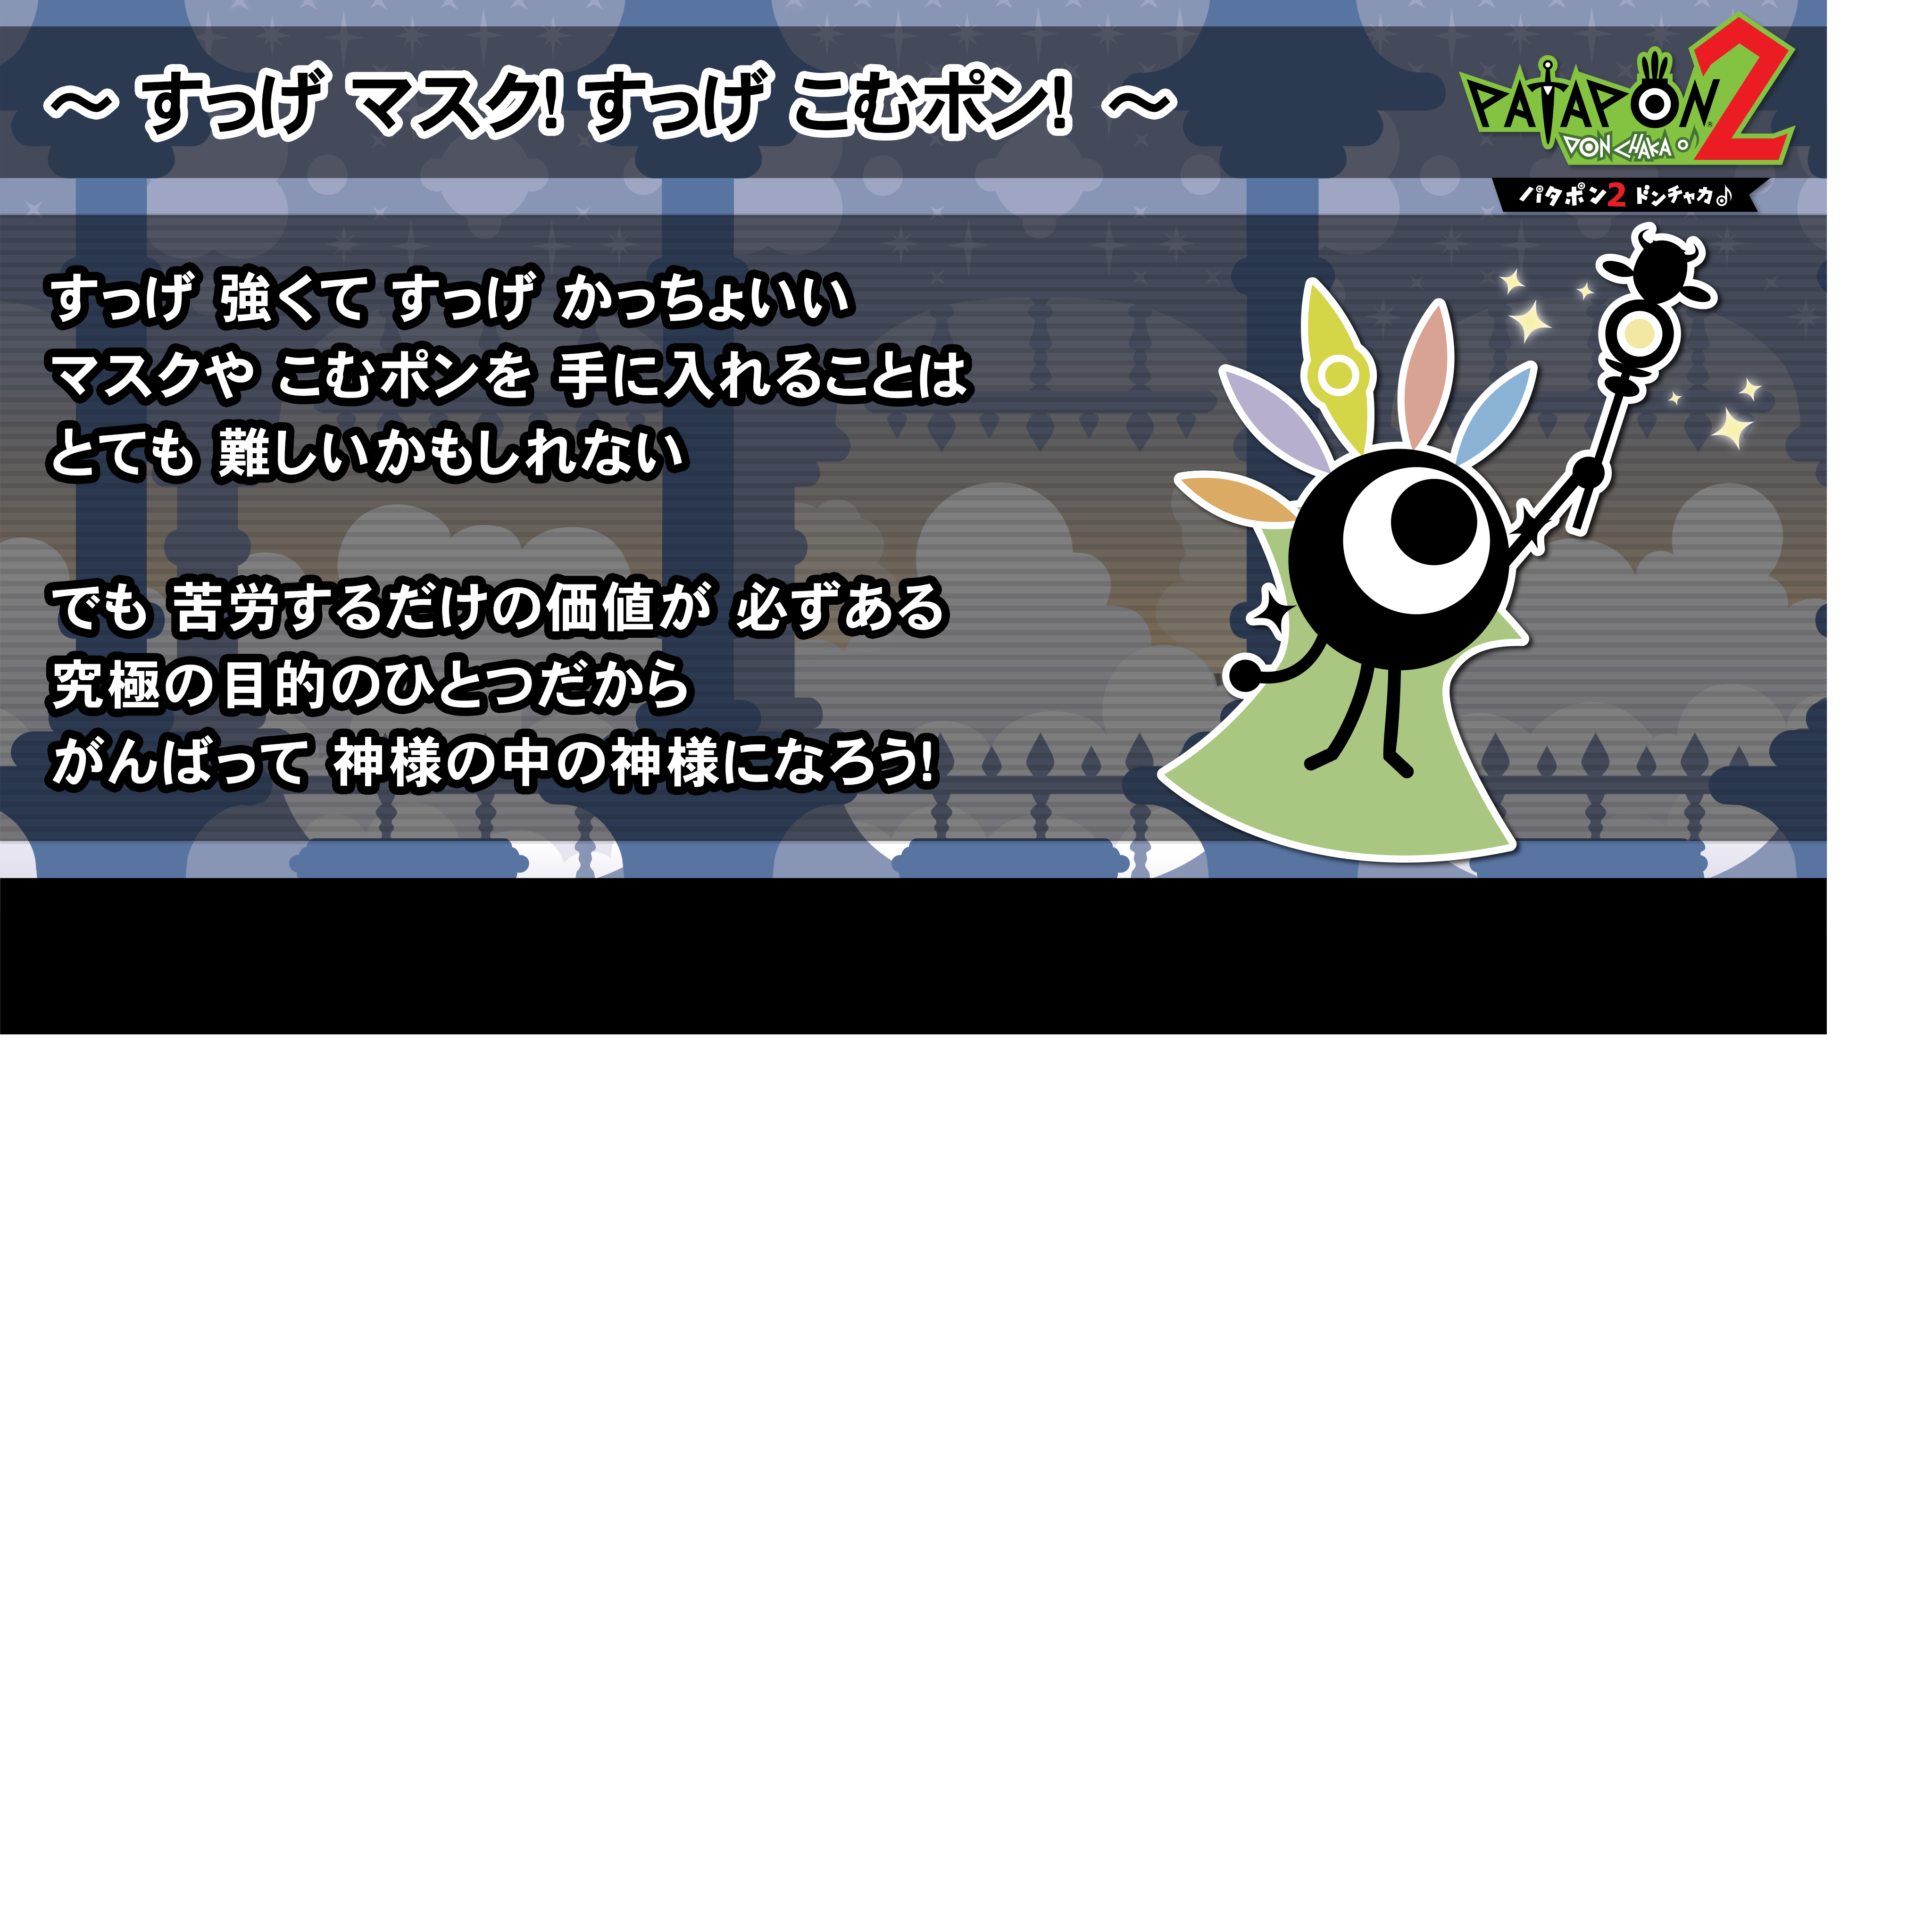 ～ すっげ マスク! すっげ こむポン! ～
PATAPON 2
DON CHAKA♪
パタポン2 ドンチャカ♪
すっげ 強くて すっげ かっちょいい
マスクや こむポンを 手に入れることは
とても 難しいかもしれない
でも 苦労するだけの価値が 必ずある
究極の目的のひとつだから
がんばって 神様の中の神様になろう!